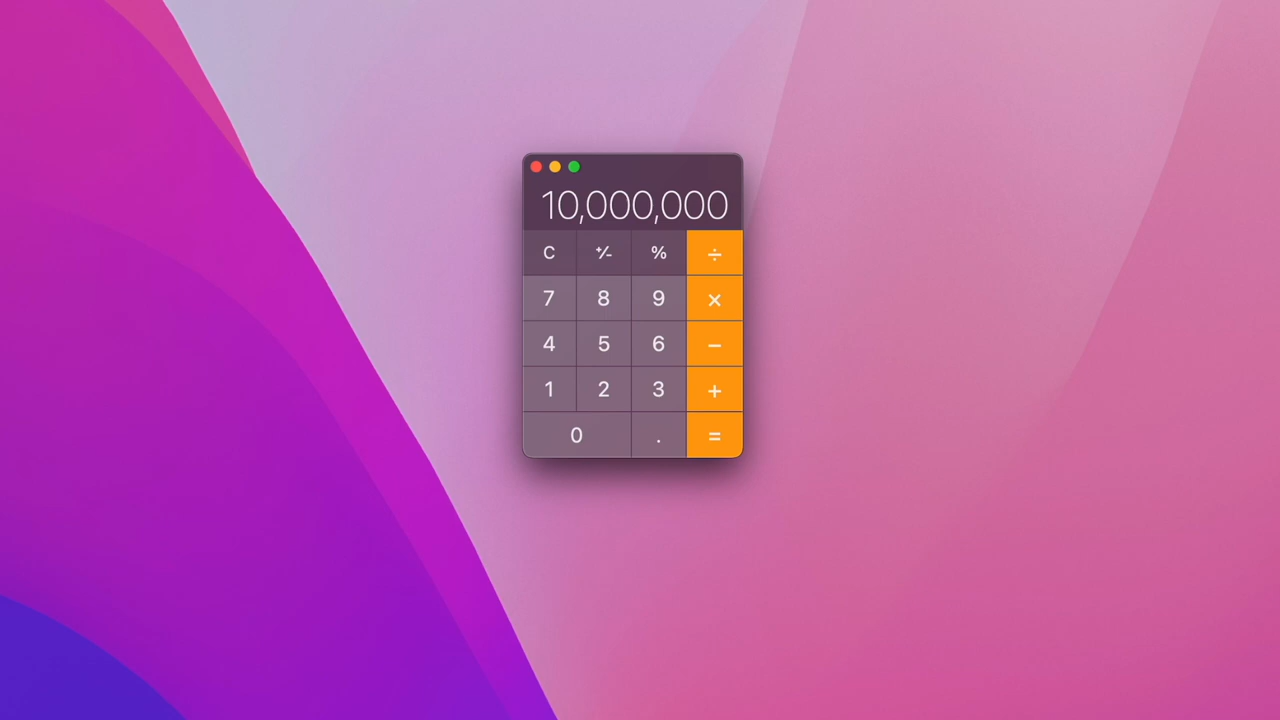 10,000,000
C ⁺∕₋ % ÷
7 8 9 ×
4 5 6 −
1 2 3 +
0 . =